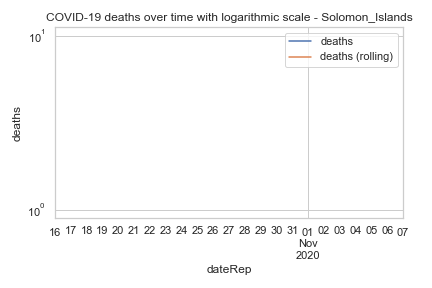 COVID-19 deaths over time with logarithmic scale - Solomon_Islands
10¹
deaths
deaths (rolling)
deaths
10⁰
16 17 18 19 20 21 22 23 24 25 26 27 28 29 30 31 01 02 03 04 05 06 07
Nov
2020
dateRep